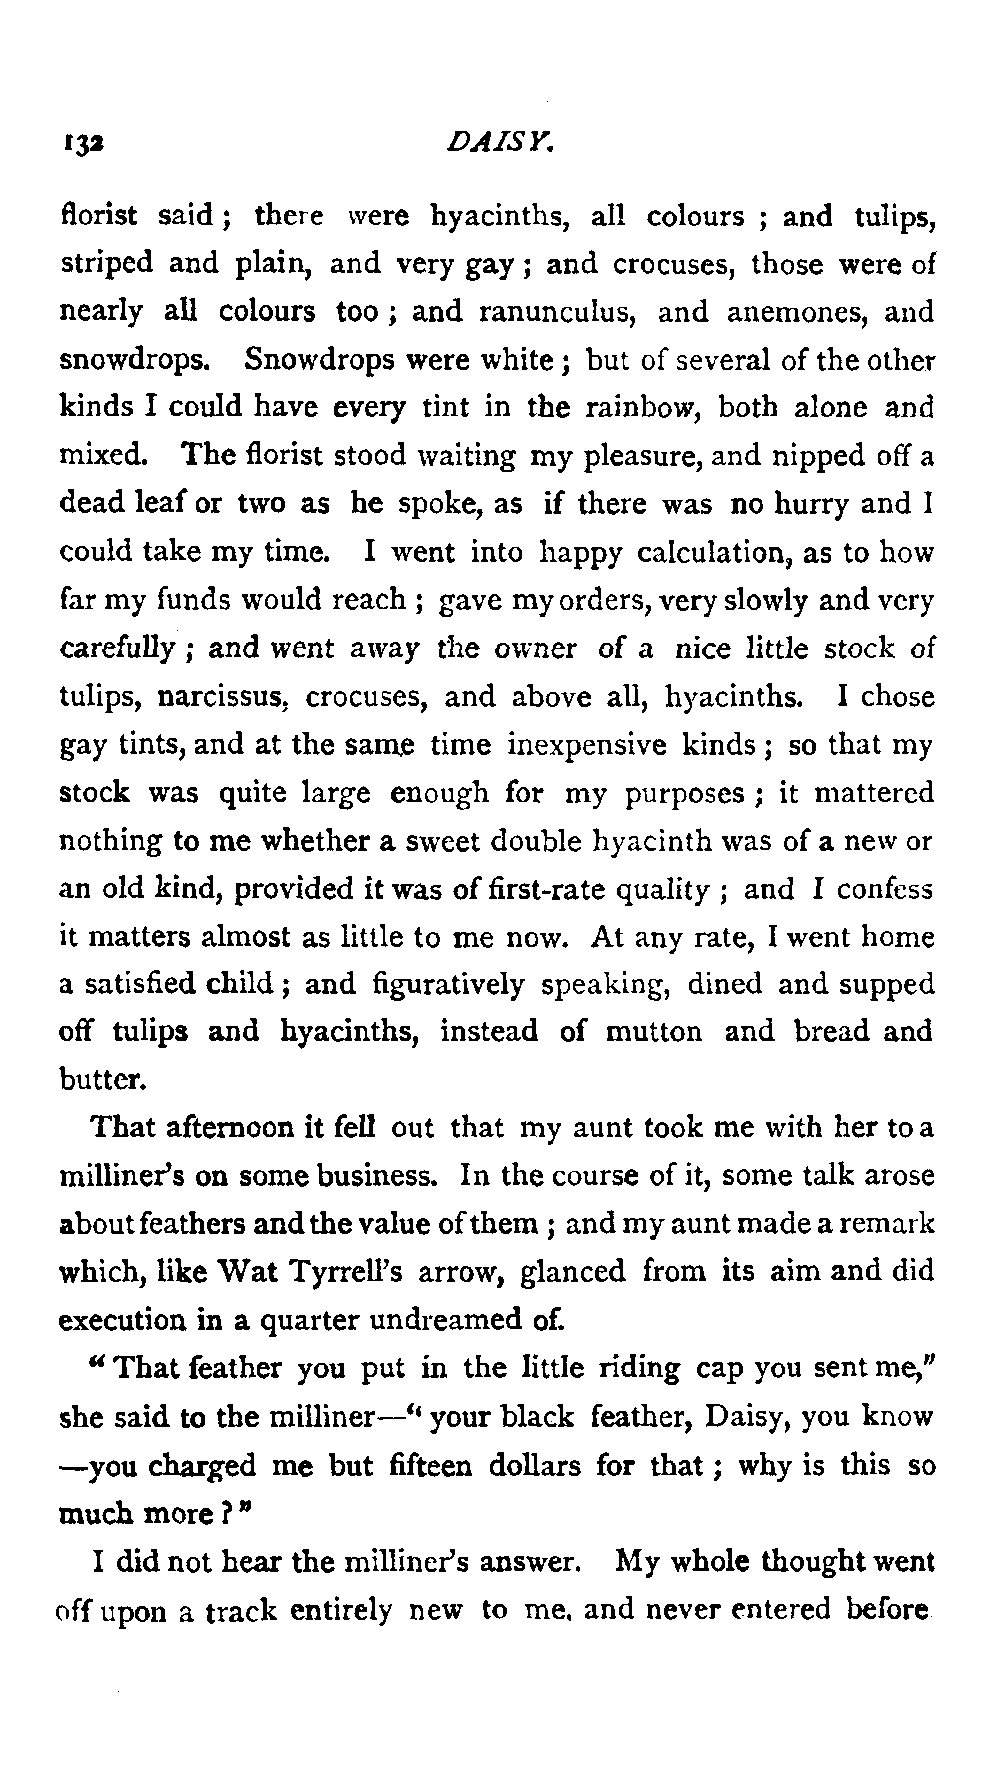 132 DAISY.
florist said ; there were hyacinths, all colours ; and tulips,
striped and plain, and very gay ; and crocuses, those were of
nearly all colours too ; and ranunculus, and anemones, and
snowdrops. Snowdrops were white ; but of several of the other
kinds I could have every tint in the rainbow, both alone and
mixed. The florist stood waiting my pleasure, and nipped off a
dead leaf or two as he spoke, as if there was no hurry and I
could take my time. I went into happy calculation, as to how
far my funds would reach ; gave my orders, very slowly and very
carefully ; and went away the owner of a nice little stock of
tulips, narcissus, crocuses, and above all, hyacinths. I chose
gay tints, and at the same time inexpensive kinds ; so that my
stock was quite large enough for my purposes ; it mattered
nothing to me whether a sweet double hyacinth was of a new or
an old kind, provided it was of first-rate quality ; and I confess
it matters almost as little to me now. At any rate, I went home
a satisfied child ; and figuratively speaking, dined and supped
off tulips and hyacinths, instead of mutton and bread and
butter.
That afternoon it fell out that my aunt took me with her to a
milliner's on some business. In the course of it, some talk arose
about feathers and the value of them ; and my aunt made a remark
which, like Wat Tyrrell's arrow, glanced from its aim and did
execution in a quarter undreamed of.
"That feather you put in the little riding cap you sent me,"
she said to the milliner—"your black feather, Daisy, you know
—you charged me but fifteen dollars for that ; why is this so
much more ?"
I did not hear the milliner's answer. My whole thought went
off upon a track entirely new to me, and never entered before